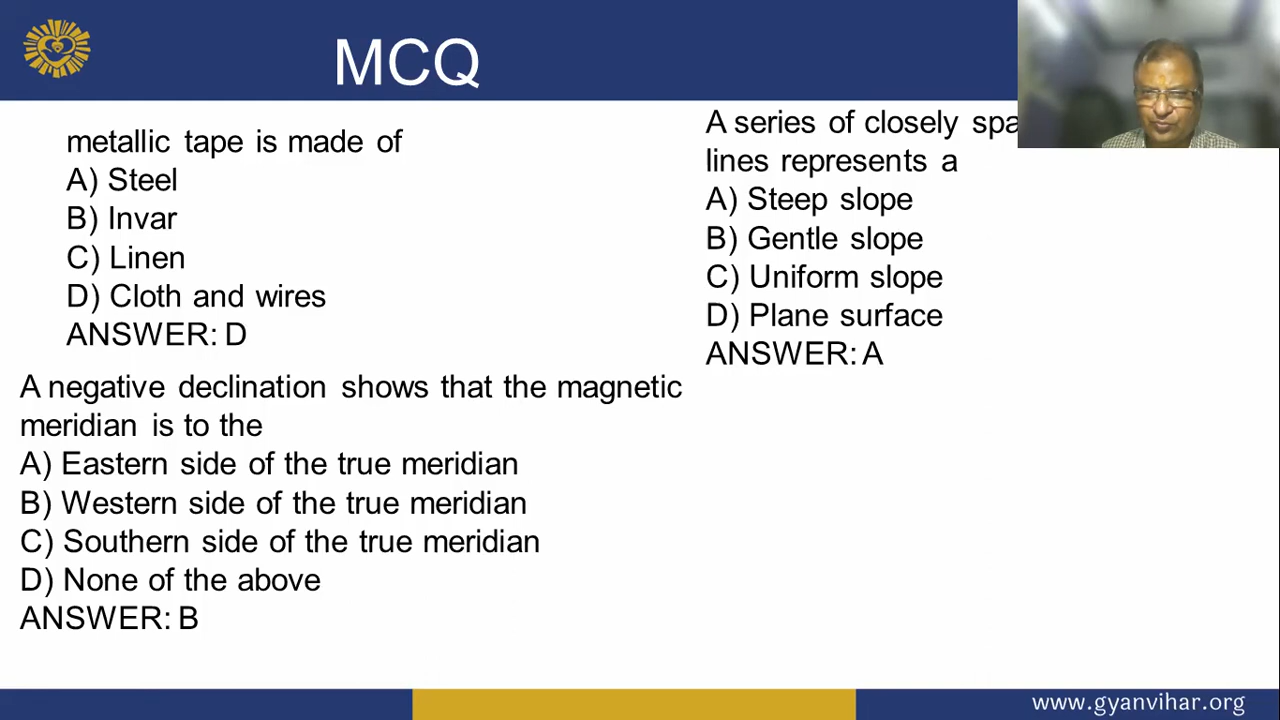 MCQ
metallic tape is made of
A) Steel
B) Invar
C) Linen
D) Cloth and wires
ANSWER: D
A negative declination shows that the magnetic
meridian is to the
A) Eastern side of the true meridian
B) Western side of the true meridian
C) Southern side of the true meridian
D) None of the above
ANSWER: B
A series of closely
lines represents a
A) Steep slope
B) Gentle slope
C) Uniform slope
D) Plane surface
ANSWER: A
www.gyanvihar.org